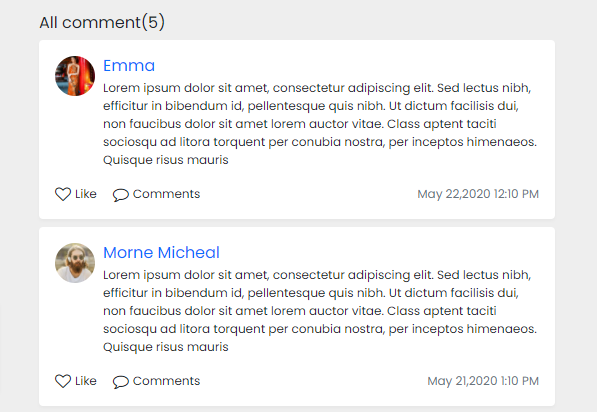 All comment(5)
Emma
Lorem ipsum dolor sit amet, consectetur adipiscing elit. Sed lectus nibh,
efficitur in bibendum id, pellentesque quis nibh. Ut dictum facilisis dui,
non faucibus dolor sit amet lorem auctor vitae. Class aptent taciti
sociosqu ad litora torquent per conubia nostra, per inceptos himenaeos.
Quisque risus mauris
Like Comments May 22,2020 12:10 PM
Morne Micheal
Lorem ipsum dolor sit amet, consectetur adipiscing elit. Sed lectus nibh,
efficitur in bibendum id, pellentesque quis nibh. Ut dictum facilisis dui,
non faucibus dolor sit amet lorem auctor vitae. Class aptent taciti
sociosqu ad litora torquent per conubia nostra, per inceptos himenaeos.
Quisque risus mauris
Like Comments May 21,2020 1:10 PM